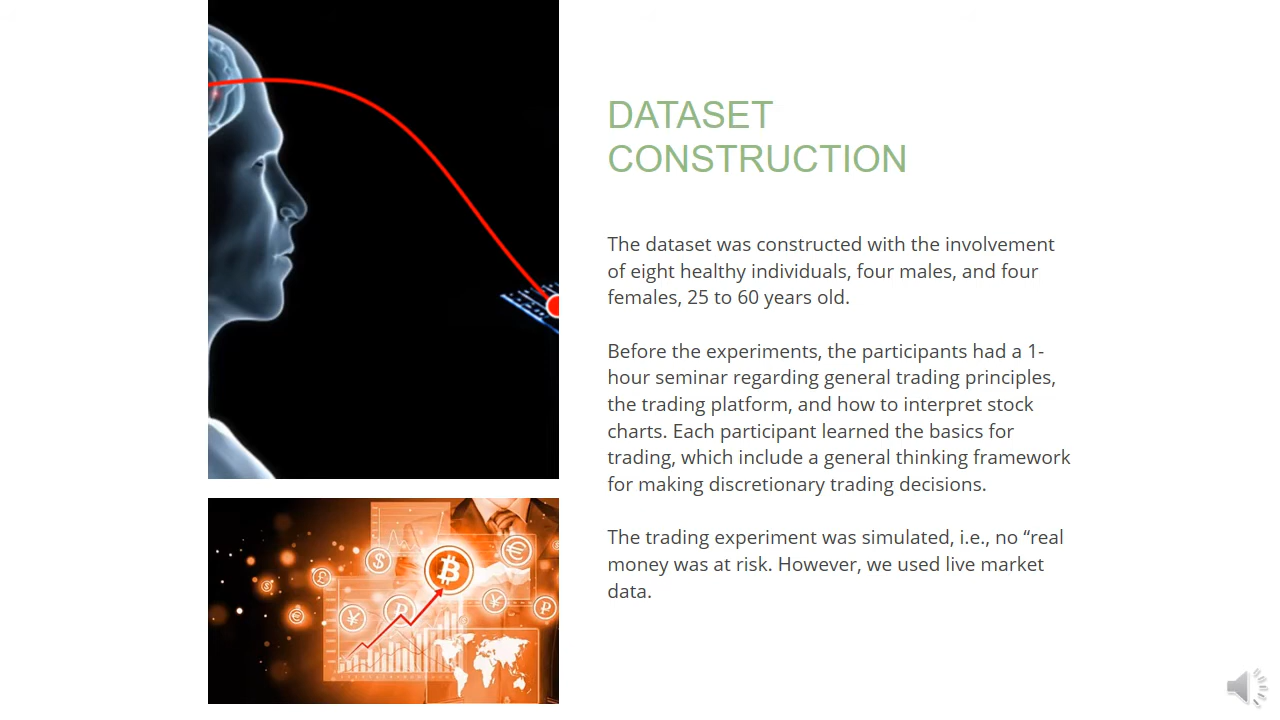 DATASET
CONSTRUCTION
The dataset was constructed with the involvement
of eight healthy individuals, four males, and four
females, 25 to 60 years old.
Before the experiments, the participants had a 1-
hour seminar regarding general trading principles,
the trading platform, and how to interpret stock
charts. Each participant learned the basics for
trading, which include a general thinking framework
for making discretionary trading decisions.
The trading experiment was simulated, i.e., no “real
money was at risk. However, we used live market
data.